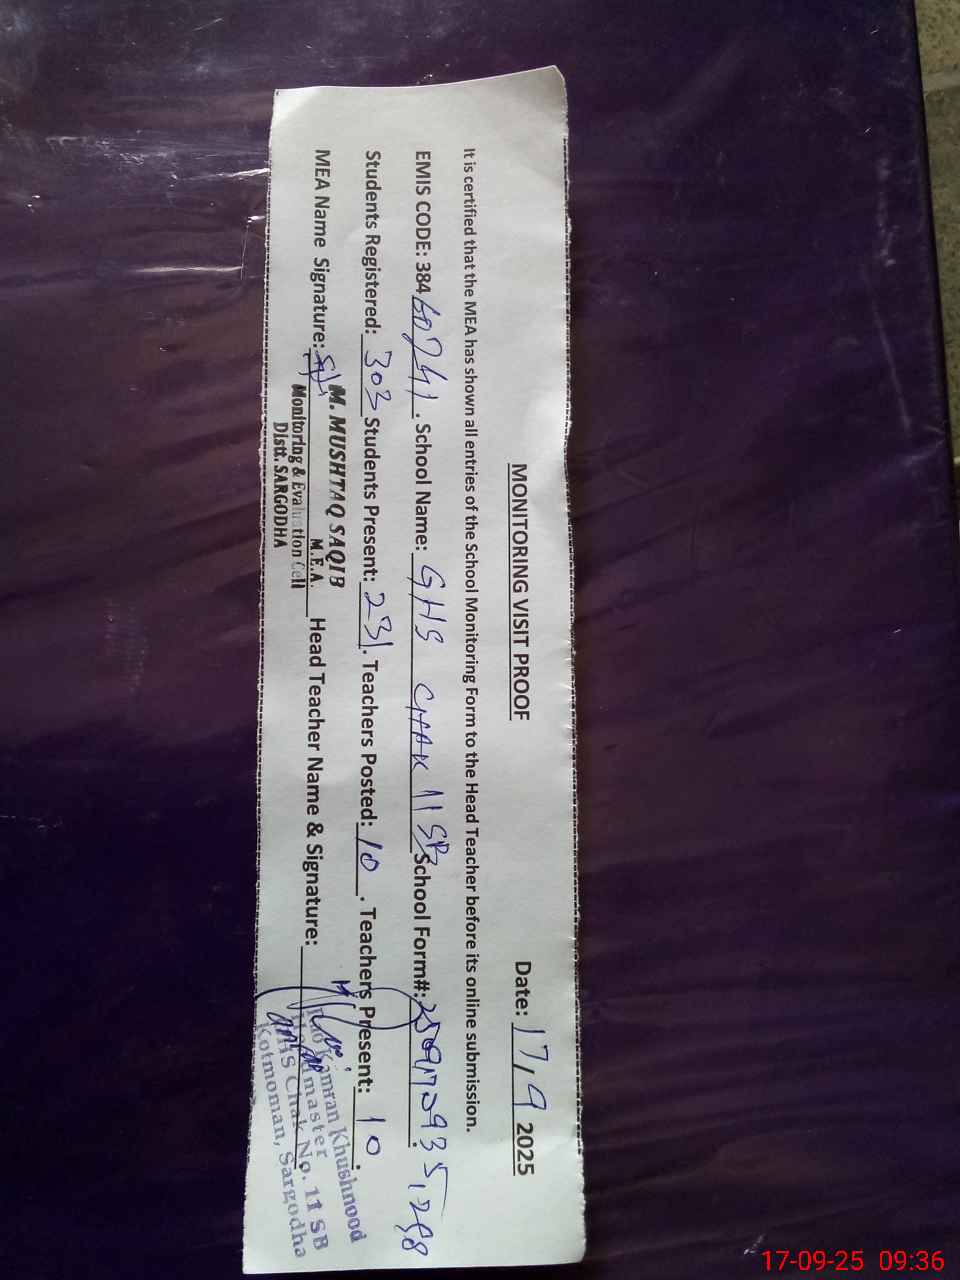 MONITORING VISIT PROOF Date: 17/9 2025
It is certified that the MEA has shown all entries of the School Monitoring Form to the Head Teacher before its online submission.
EMIS CODE: 38460241. School Name: GHS CHAK 11 SB School Form#:
Students Registered: 303 Students Present: 231. Teachers Posted: 10. Teachers Present: 10.
MEA Name Signature: Head Teacher Name & Signature:
M. MUSHTAQ SAQIB
M.E.A.
Monitoring & Evaluation Cell
Distt. SARGODHA
Kamran Khushnood
Headmaster
GHS Chak No. 11 SB
Kotmoman, Sargodha
17-09-25 09:36